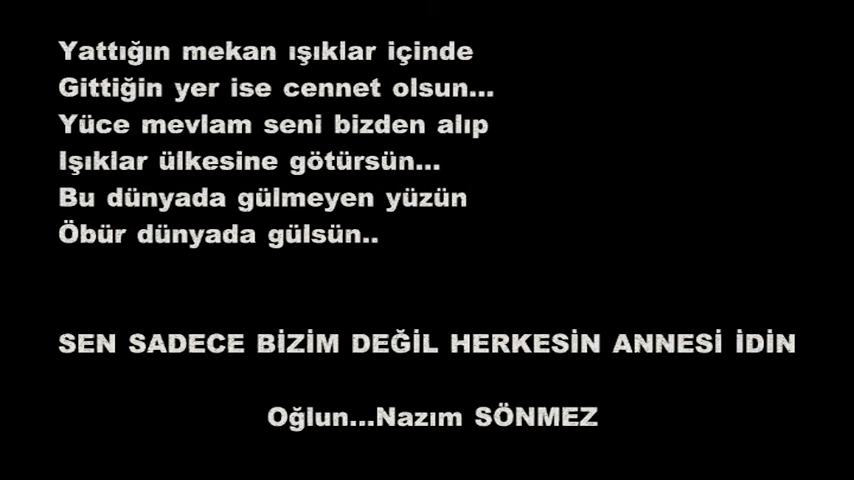 Yattığın mekan ışıklar içinde
Gittiğin yer ise cennet olsun...
Yüce mevlam seni bizden alıp
Işıklar ülkesine götürsün...
Bu dünyada gülmeyen yüzün
Öbür dünyada gülsün..
SEN SADECE BİZİM DEĞİL HERKESİN ANNESİ İDİN
Oğlun...Nazım SÖNMEZ